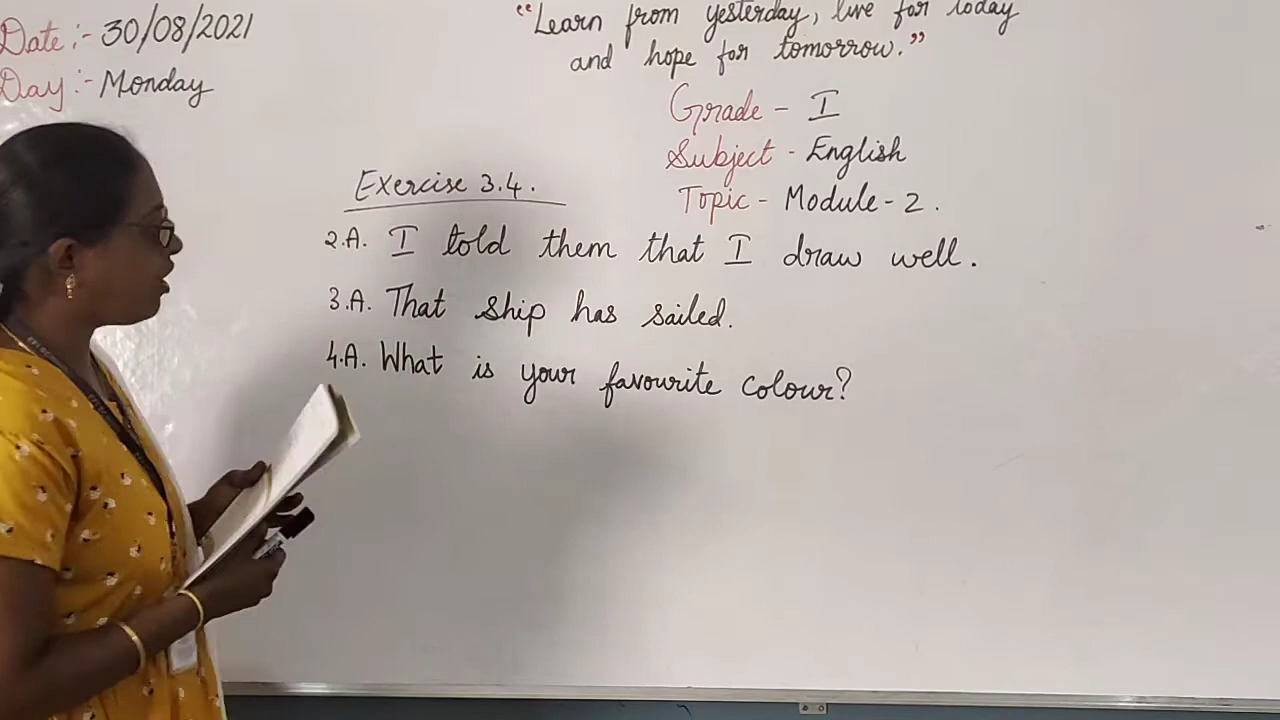 Date:- 30/08/2021
Day:- Monday
"Learn from yesterday, live for today
and hope for tomorrow."
Grade - I
Subject - English
Topic - Module - 2.
Exercise 3.4.
2.A. I told them that I draw well.
3.A. That ship has sailed.
4.A. What is your favourite colour?